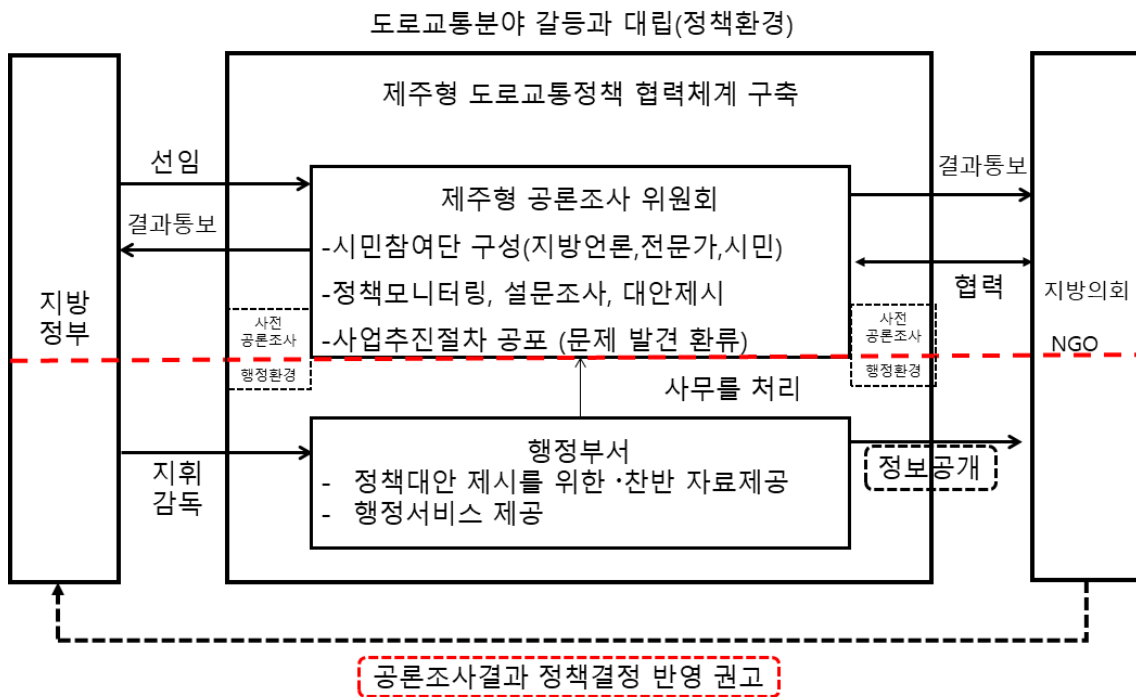 도로교통분야 갈등과 대립(정책환경)
제주형 도로교통정책 협력체계 구축
선임
결과통보
제주형 공론조사 위원회
-시민참여단 구성(지방언론,전문가,시민)
-정책모니터링, 설문조사, 대안제시
-사업추진절차 공포 (문제 발견 환류)
결과통보
협력
지방
정부
사전
공론조사
행정환경
사전
공론조사
행정환경
지방의회
NGO
사무를 처리
지휘
감독
행정부서
- 정책대안 제시를 위한 ·찬반 자료제공
- 행정서비스 제공
정보공개
공론조사결과 정책결정 반영 권고